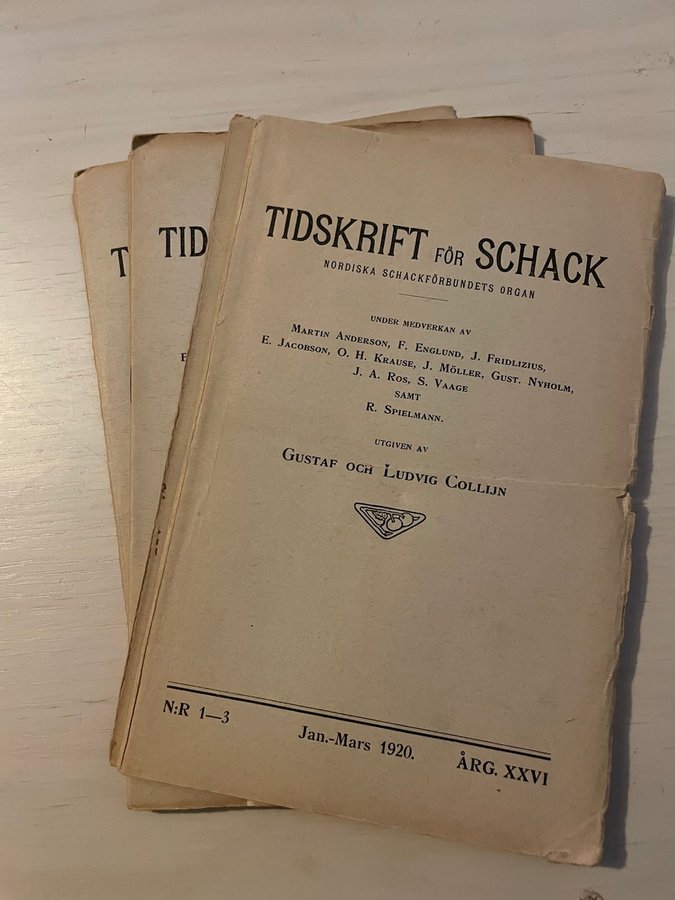 TIDSKRIFT FÖR SCHACK
NORDISKA SCHACKFÖRBUNDETS ORGAN
UNDER MEDVERKAN AV
MARTIN ANDERSON, F. ENGLUND, J. FRIDLIZIUS,
E. JACOBSON, O. H. KRAUSE, J. MÖLLER, GUST. NYHOLM,
J. A. ROS, S. VAAGE
SAMT
R. SPIELMANN.
UTGIVEN AV
GUSTAF OCH LUDVIG COLLIJN
N:R 1—3
Jan.-Mars 1920.
ÅRG. XXVI
TID
E
T